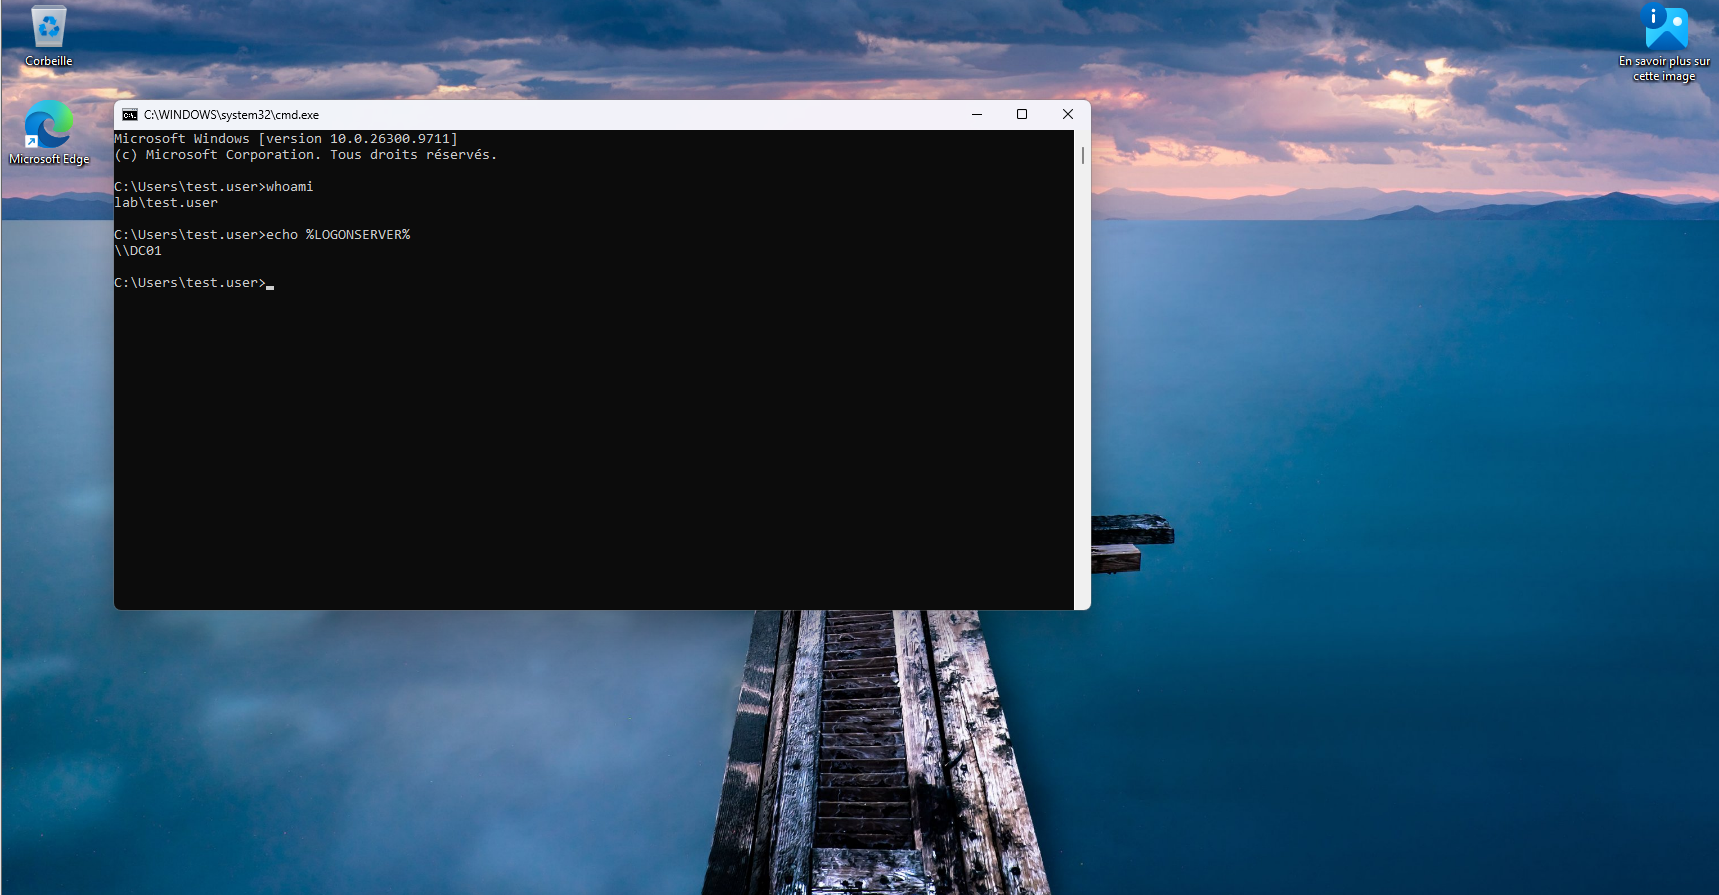 Corbeille
Microsoft Edge
En savoir plus sur
cette image
C:\WINDOWS\system32\cmd.exe
Microsoft Windows [version 10.0.26300.9711]
(c) Microsoft Corporation. Tous droits réservés.
C:\Users\test.user>whoami
lab\test.user
C:\Users\test.user>echo %LOGONSERVER%
\\DC01
C:\Users\test.user>